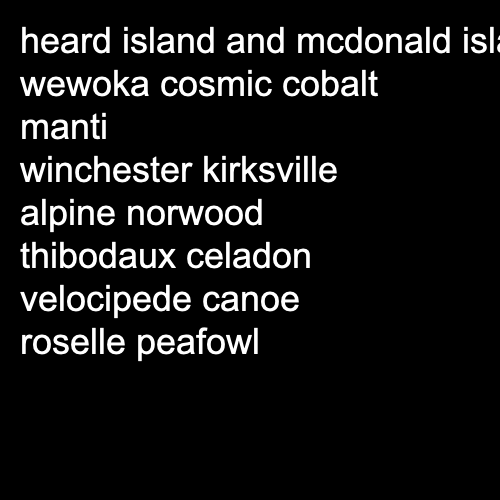 heard island and mcdonald isla
wewoka cosmic cobalt
manti
winchester kirksville
alpine norwood
thibodaux celadon
velocipede canoe
roselle peafowl